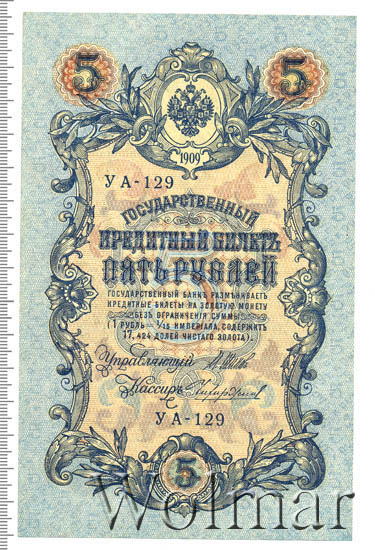 5 5
1909
УА-129
ГОСУДАРСТВЕННЫЙ
КРЕДИТНЫЙ БИЛЕТЪ
ПЯТЬ РУБЛЕЙ
ГОСУДАРСТВЕННЫЙ БАНКЪ РАЗМѢНИВАЕТЪ
КРЕДИТНЫЕ БИЛЕТЫ НА ЗОЛОТУЮ МОНЕТУ
БЕЗЪ ОГРАНИЧЕНІЯ СУММЫ
(1 РУБЛЬ = 1/15 ИМПЕРІАЛА, СОДЕРЖИТЪ
17,424 ДОЛЕЙ ЧИСТАГО ЗОЛОТА).
Управляющій
Кассиръ
УА-129
5
Wolmar